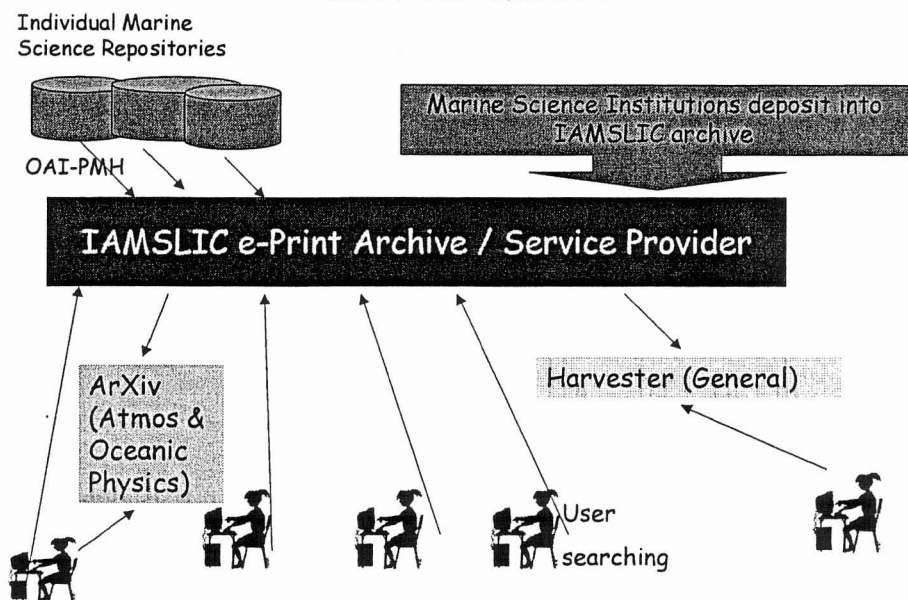 Individual Marine
Science Repositories
Marine Science Institutions deposit into
IAMSLIC archive
OAI-PMH
IAMSLIC e-Print Archive / Service Provider
ArXiv
(Atmos &
Oceanic
Physics)
Harvester (General)
User
searching